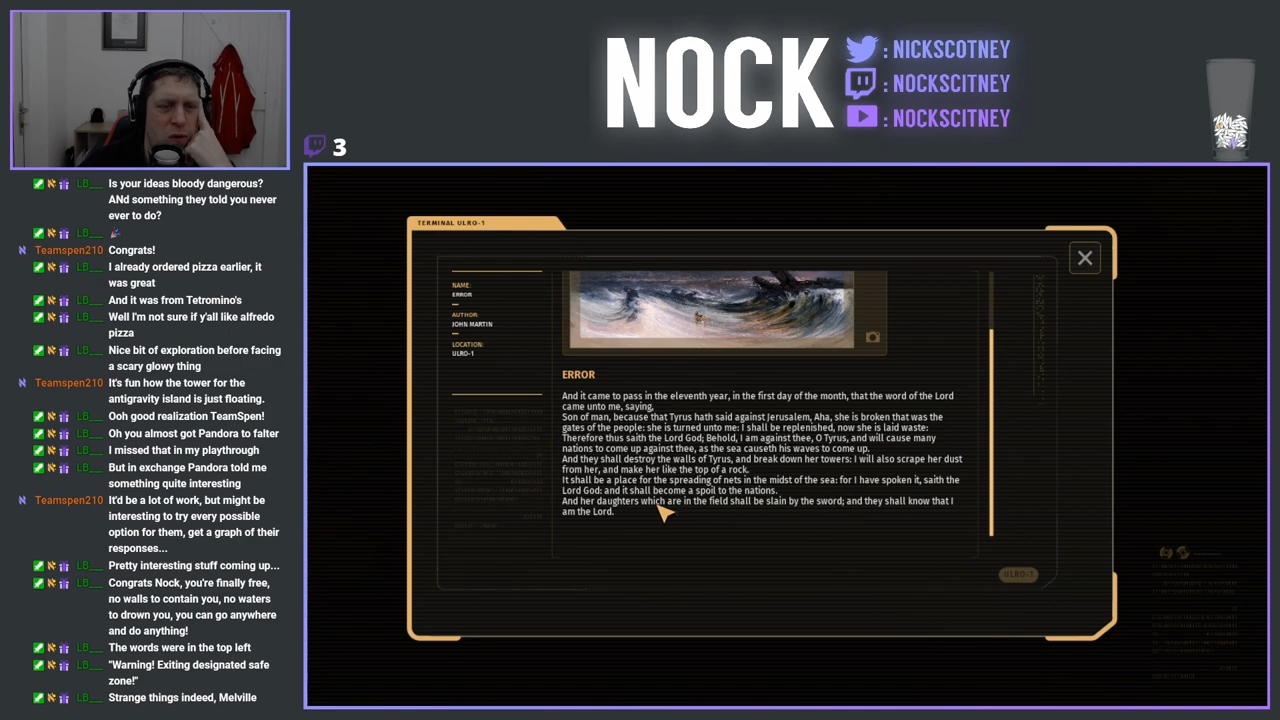 NOCK
: NICKSCOTNEY
: NOCKSCITNEY
: NOCKSCITNEY
3
LB__ Is your ideas bloody dangerous?
ANd something they told you never
ever to do?
LB__
Teamspen210 Congrats!
LB__ I already ordered pizza earlier, it
was great
LB__ And it was from Tetromino's
LB__ Well I'm not sure if y'all like alfredo
pizza
LB__ Nice bit of exploration before facing
a scary glowy thing
Teamspen210 It's fun how the tower for the
antigravity island is just floating.
LB__ Ooh good realization TeamSpen!
LB__ Oh you almost got Pandora to falter
LB__ I missed that in my playthrough
LB__ But in exchange Pandora told me
something quite interesting
Teamspen210 It'd be a lot of work, but might be
interesting to try every possible
option for them, get a graph of their
responses...
LB__ Pretty interesting stuff coming up...
LB__ Congrats Nock, you're finally free,
no walls to contain you, no waters
to drown you, you can go anywhere
and do anything!
LB__ The words were in the top left
LB__ "Warning! Exiting designated safe
zone!"
LB__ Strange things indeed, Melville
TERMINAL ULRO-1
NAME:
ERROR
AUTHOR:
JOHN MARTIN
LOCATION:
ULRO-1
ERROR
And it came to pass in the eleventh year, in the first day of the month, that the word of the Lord
came unto me, saying,
Son of man, because that Tyrus hath said against Jerusalem, Aha, she is broken that was the
gates of the people: she is turned unto me: I shall be replenished, now she is laid waste:
Therefore thus saith the Lord God; Behold, I am against thee, O Tyrus, and will cause many
nations to come up against thee, as the sea causeth his waves to come up.
And they shall destroy the walls of Tyrus, and break down her towers: I will also scrape her dust
from her, and make her like the top of a rock.
It shall be a place for the spreading of nets in the midst of the sea: for I have spoken it, saith the
Lord God: and it shall become a spoil to the nations.
And her daughters which are in the field shall be slain by the sword; and they shall know that I
am the Lord.
ULRO-1